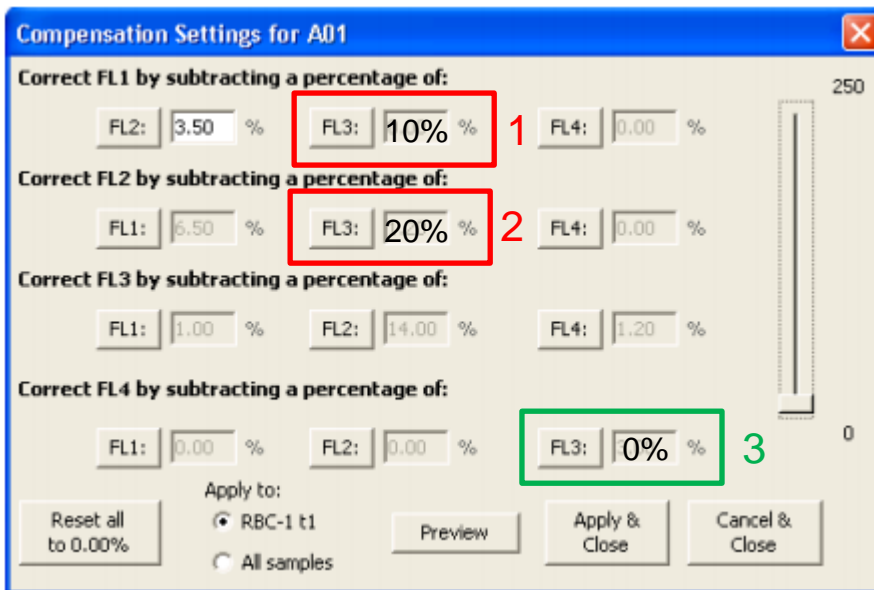 Compensation Settings for A01
Correct FL1 by subtracting a percentage of:
250
FL2: 3.50 % FL3: 10% % 1 FL4: 0.00 %
Correct FL2 by subtracting a percentage of:
FL1: 6.50 % FL3: 20% % 2 FL4: 0.00 %
Correct FL3 by subtracting a percentage of:
FL1: 1.00 % FL2: 14.00 % FL4: 1.20 %
Correct FL4 by subtracting a percentage of:
0
FL1: 0.00 % FL2: 0.00 % FL3: 0% % 3
Apply to:
Reset all to 0.00%
RBC-1 t1
All samples
Preview
Apply & Close
Cancel & Close